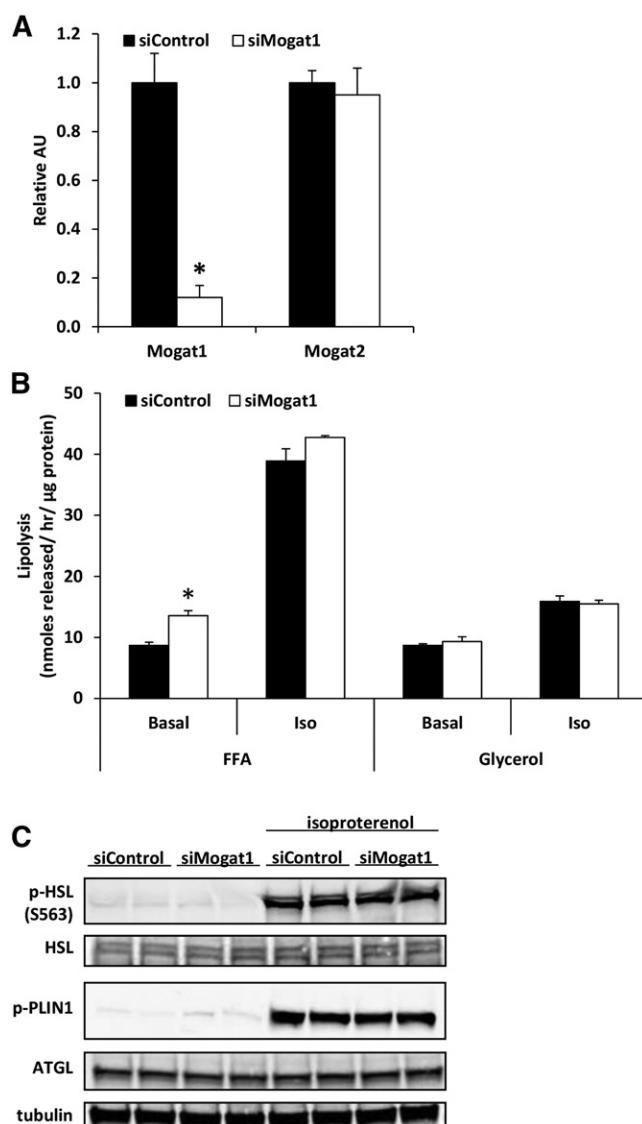 A
siControl siMogat1
1.2
1.0
0.8
0.6
0.4
0.2
0.0
Relative AU
*
Mogat1 Mogat2
B
siControl siMogat1
50
40
30
20
10
0
Lipolysis
(nmoles released/ hr/ µg protein)
*
Basal Iso Basal Iso
FFA Glycerol
C
isoproterenol
siControl siMogat1 siControl siMogat1
p-HSL
(S563)
HSL
p-PLIN1
ATGL
tubulin